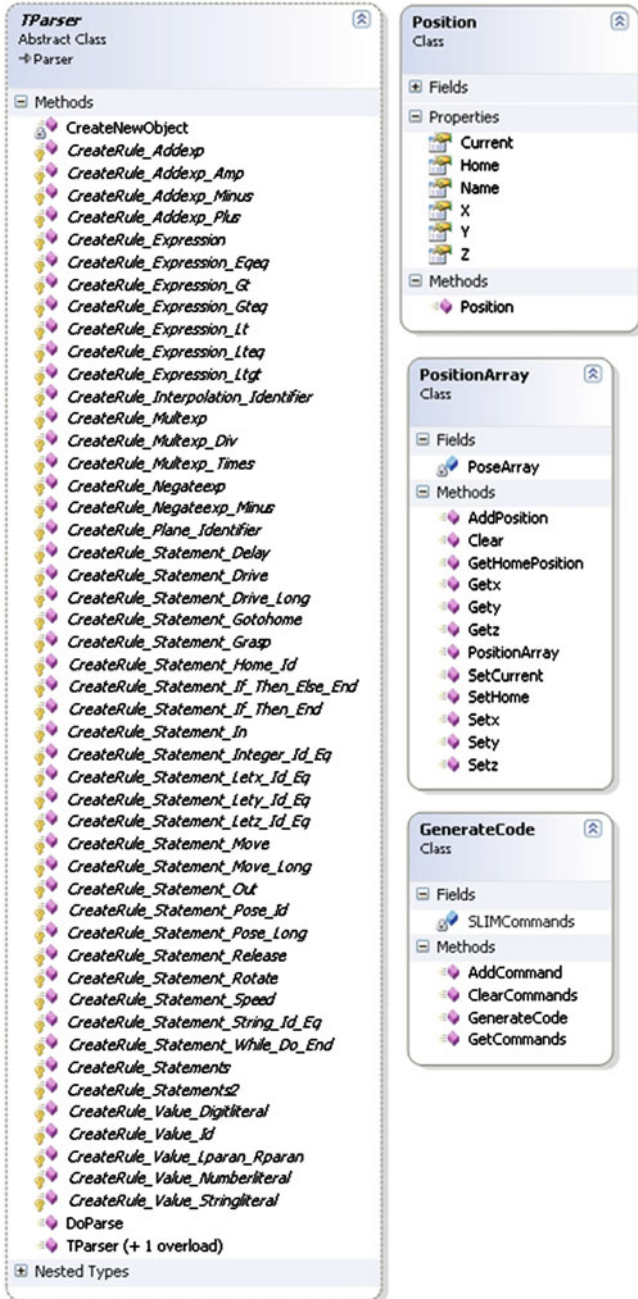 TParser
Abstract Class
Parser
Methods
CreateNewObject
CreateRule_Addexp
CreateRule_Addexp_Amp
CreateRule_Addexp_Minus
CreateRule_Addexp_Plus
CreateRule_Expression
CreateRule_Expression_Eqeq
CreateRule_Expression_Gt
CreateRule_Expression_Gteq
CreateRule_Expression_Lt
CreateRule_Expression_Lteq
CreateRule_Expression_Ltgt
CreateRule_Interpolation_Identifier
CreateRule_Multexp
CreateRule_Multexp_Div
CreateRule_Multexp_Times
CreateRule_Negateexp
CreateRule_Negateexp_Minus
CreateRule_Plane_Identifier
CreateRule_Statement_Delay
CreateRule_Statement_Drive
CreateRule_Statement_Drive_Long
CreateRule_Statement_Gotohome
CreateRule_Statement_Grasp
CreateRule_Statement_Home_Id
CreateRule_Statement_If_Then_Else_End
CreateRule_Statement_If_Then_End
CreateRule_Statement_In
CreateRule_Statement_Integer_Id_Eq
CreateRule_Statement_Letx_Id_Eq
CreateRule_Statement_Lety_Id_Eq
CreateRule_Statement_Letz_Id_Eq
CreateRule_Statement_Move
CreateRule_Statement_Move_Long
CreateRule_Statement_Out
CreateRule_Statement_Pose_Id
CreateRule_Statement_Pose_Long
CreateRule_Statement_Release
CreateRule_Statement_Rotate
CreateRule_Statement_Speed
CreateRule_Statement_String_Id_Eq
CreateRule_Statement_While_Do_End
CreateRule_Statements
CreateRule_Statements2
CreateRule_Value_Digitliteral
CreateRule_Value_Id
CreateRule_Value_Lparan_Rparan
CreateRule_Value_Numberliteral
CreateRule_Value_Stringliteral
DoParse
TParser (+ 1 overload)
Nested Types
Position
Class
Fields
Properties
Current
Home
Name
X
Y
Z
Methods
Position
PositionArray
Class
Fields
PoseArray
Methods
AddPosition
Clear
GetHomePosition
Getx
Gety
Getz
PositionArray
SetCurrent
SetHome
Setx
Sety
Setz
GenerateCode
Class
Fields
SLIMCommands
Methods
AddCommand
ClearCommands
GenerateCode
GetCommands